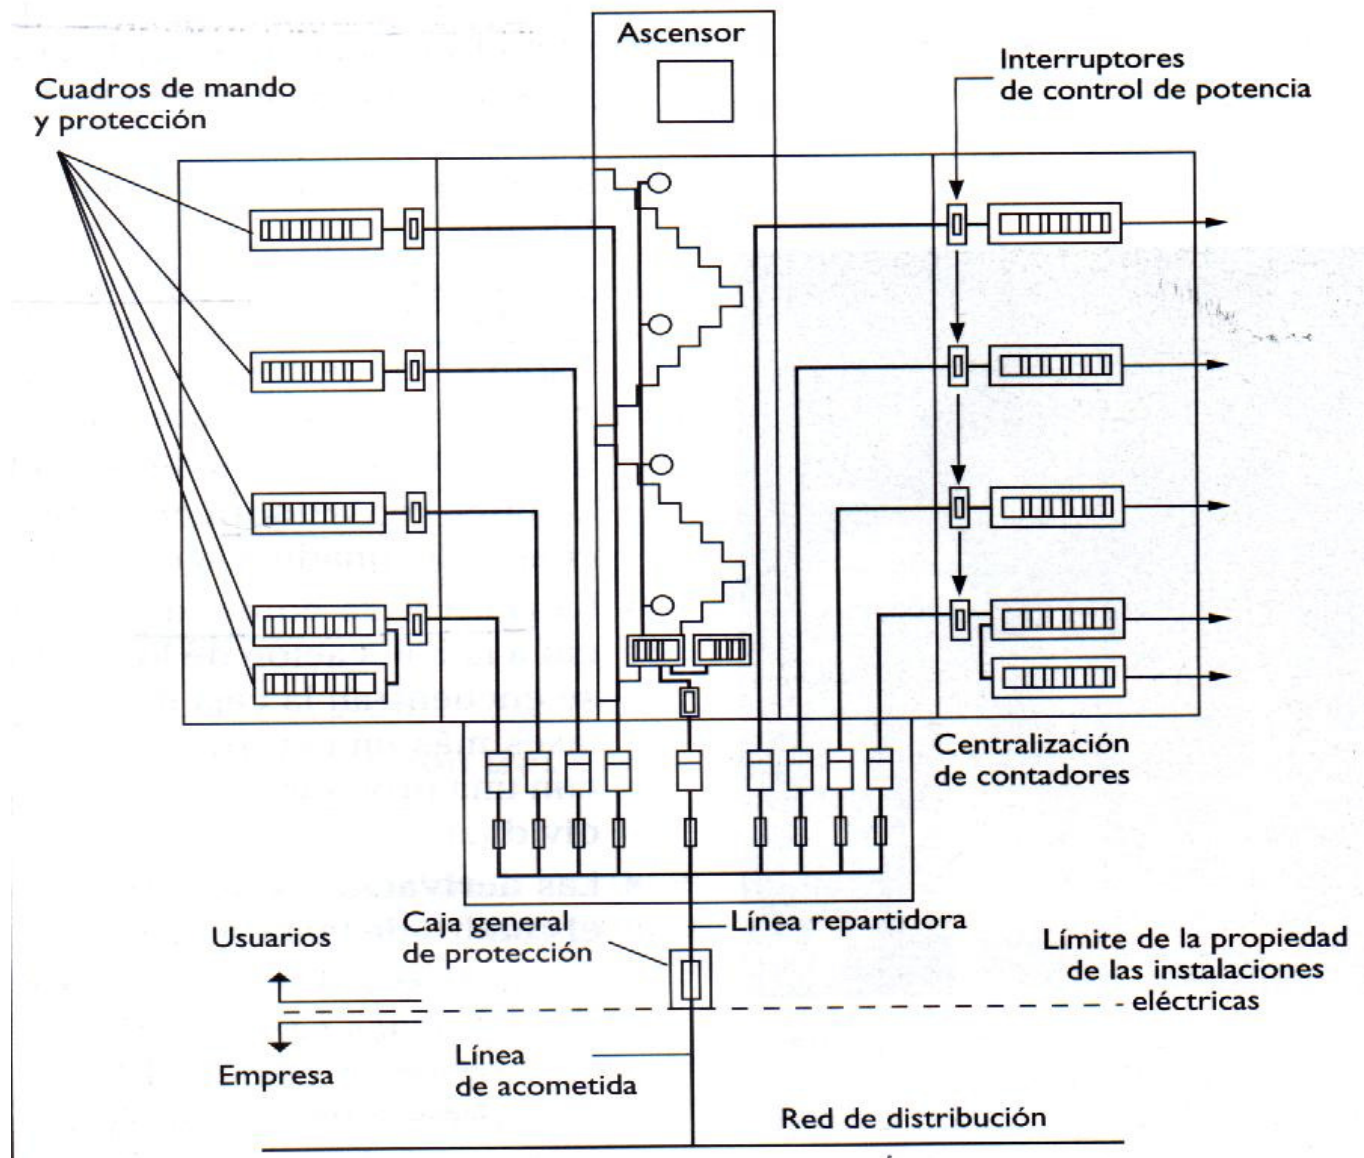 Ascensor
Cuadros de mando
y protección
Interruptores
de control de potencia
Centralización
de contadores
Caja general
de protección
Línea repartidora
Usuarios
Límite de la propiedad
de las instalaciones
eléctricas
Empresa
Línea
de acometida
Red de distribución